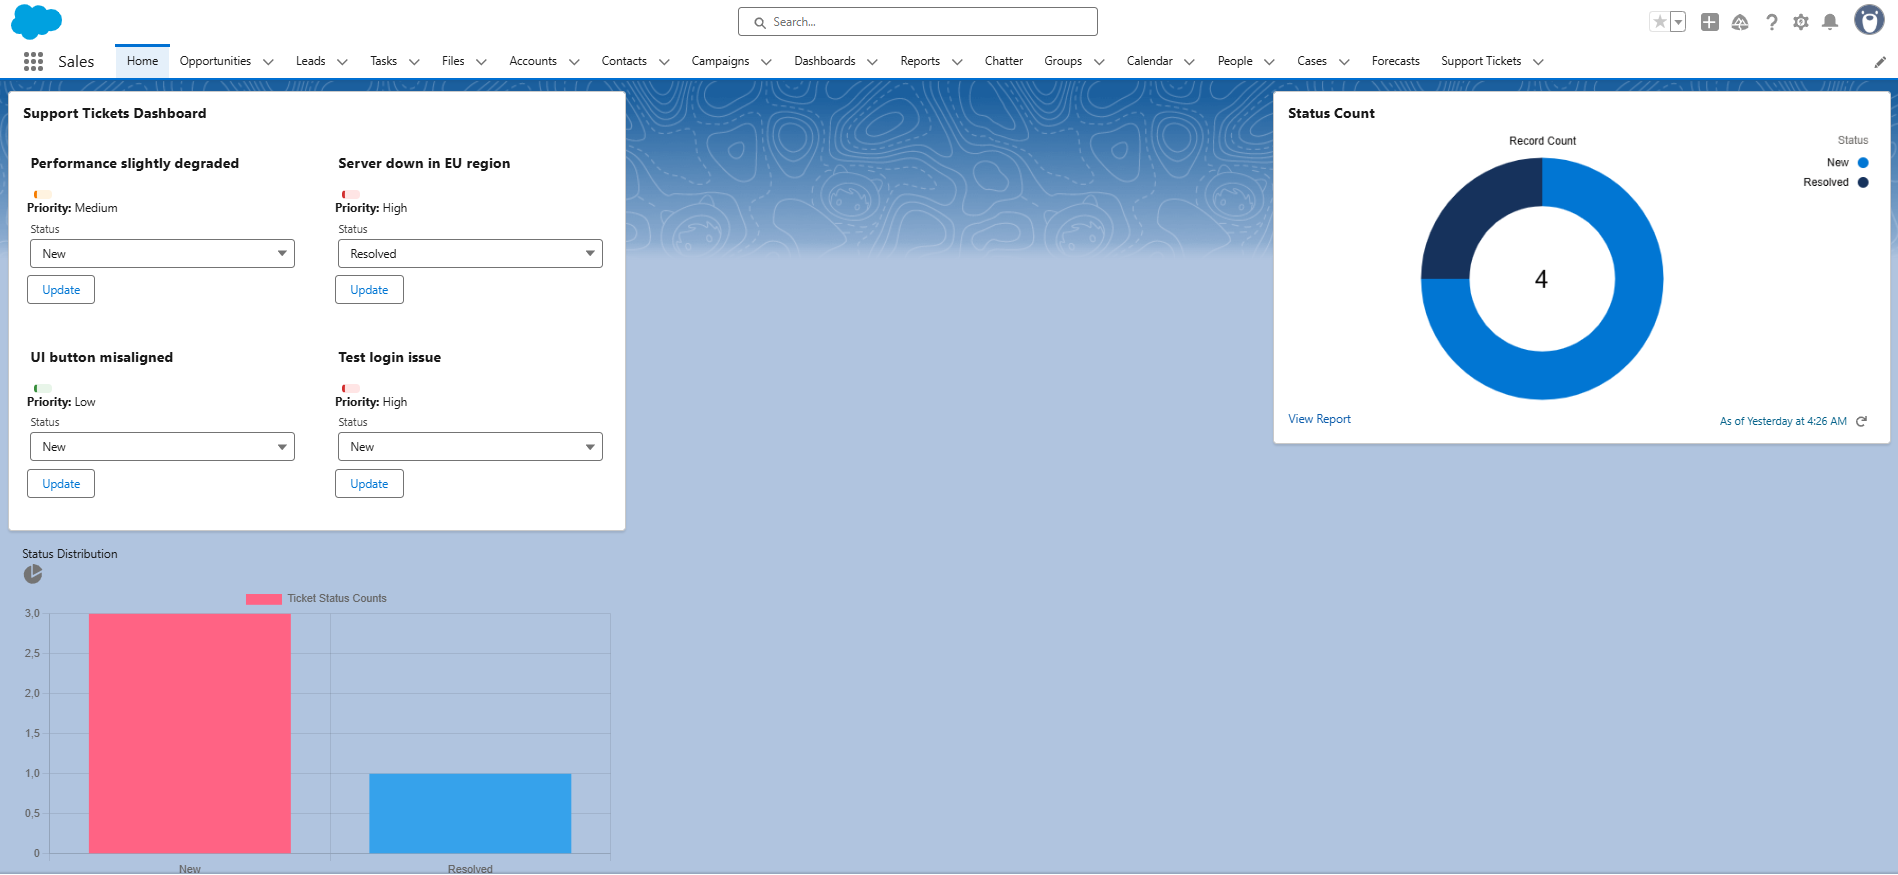 Search...
Sales
Home
Opportunities
Leads
Tasks
Files
Accounts
Contacts
Campaigns
Dashboards
Reports
Chatter
Groups
Calendar
People
Cases
Forecasts
Support Tickets
Support Tickets Dashboard
Performance slightly degraded
Priority: Medium
Status
New
Update
Server down in EU region
Priority: High
Status
Resolved
Update
UI button misaligned
Priority: Low
Status
New
Update
Test login issue
Priority: High
Status
New
Update
Status Distribution
Ticket Status Counts
3,0
2,5
2,0
1,5
1,0
0,5
0
New
Resolved
Status Count
Record Count
4
Status
New
Resolved
View Report
As of Yesterday at 4:26 AM